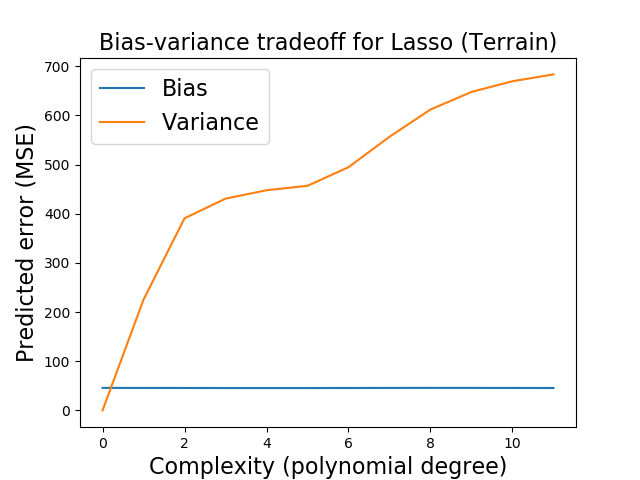 Bias-variance tradeoff for Lasso (Terrain)
Bias
Variance
Predicted error (MSE)
700
600
500
400
300
200
100
0
0 2 4 6 8 10
Complexity (polynomial degree)